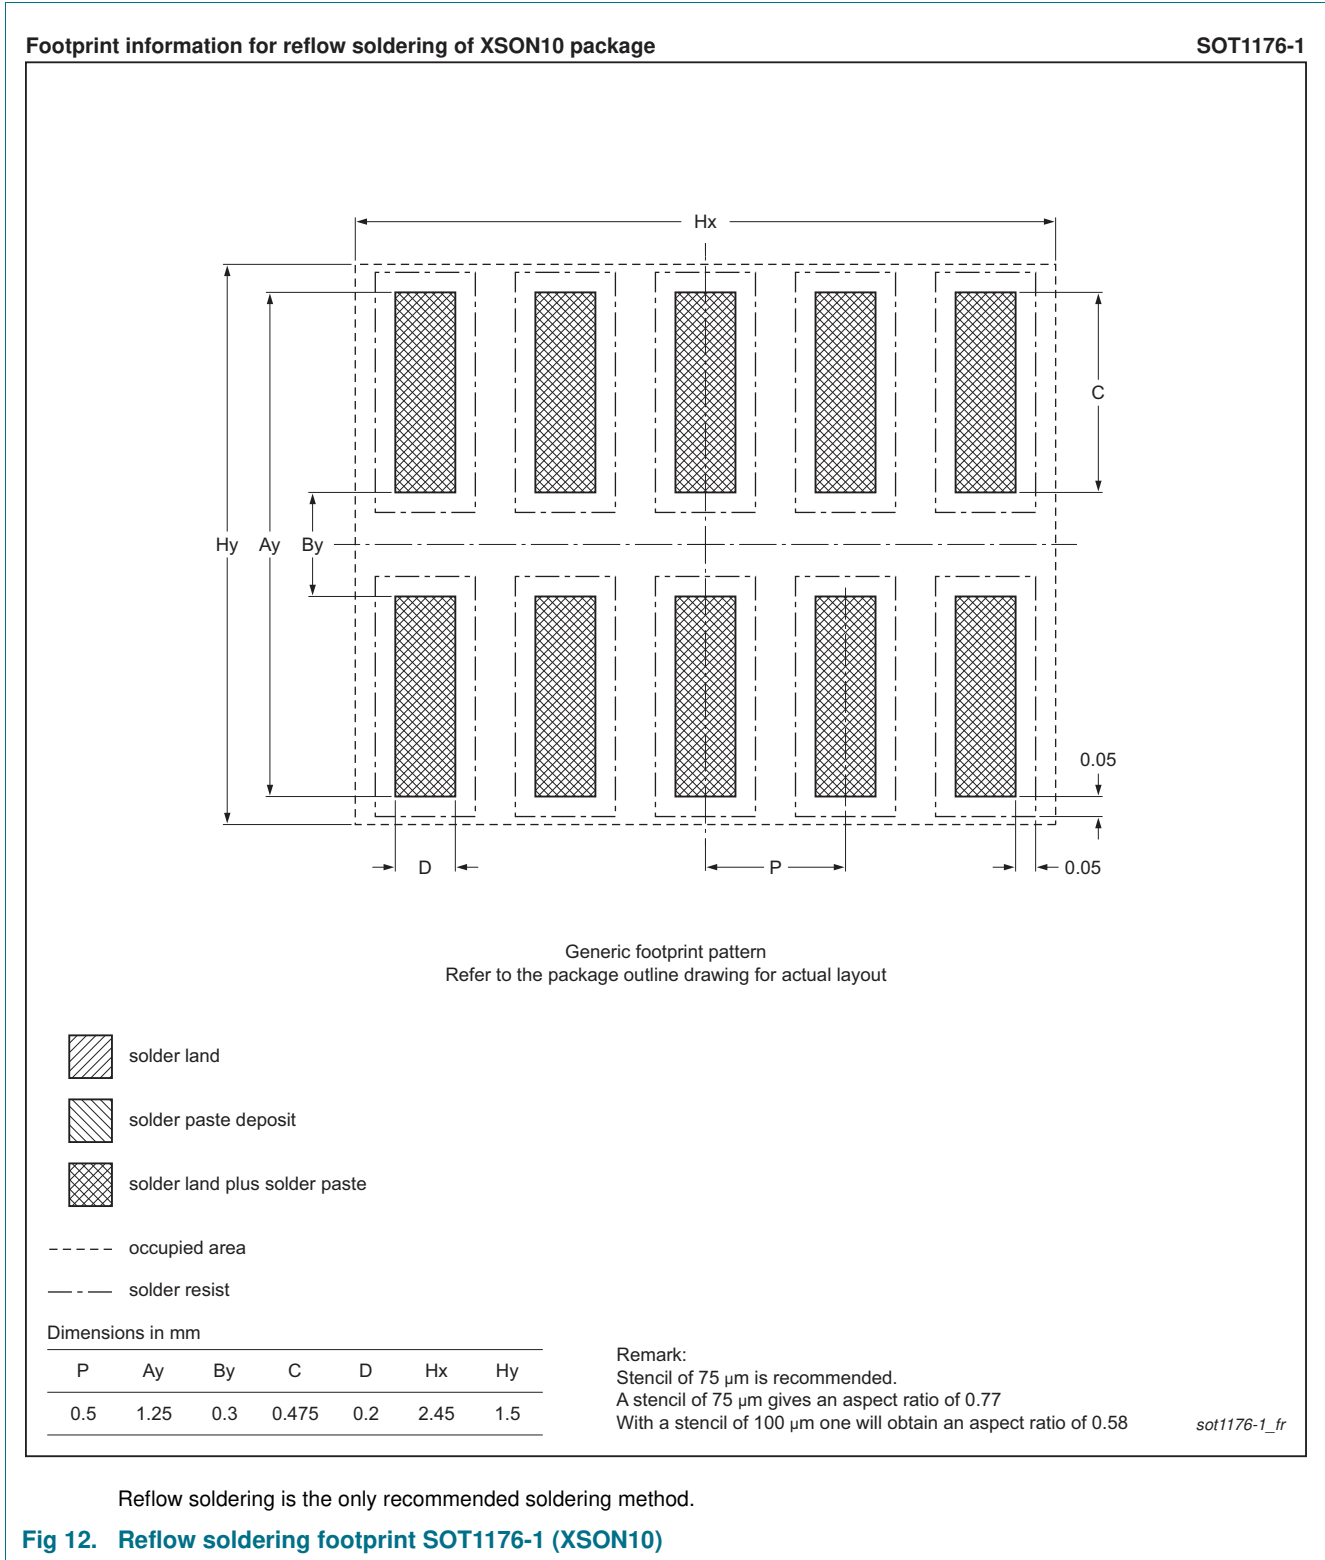 Footprint information for reflow soldering of XSON10 package SOT1176-1
Hx
C
Hy Ay By
0.05
D P 0.05
Generic footprint pattern
Refer to the package outline drawing for actual layout
solder land
solder paste deposit
solder land plus solder paste
occupied area
solder resist
Dimensions in mm
P Ay By C D Hx Hy
0.5 1.25 0.3 0.475 0.2 2.45 1.5
Remark:
Stencil of 75 μm is recommended.
A stencil of 75 μm gives an aspect ratio of 0.77
With a stencil of 100 μm one will obtain an aspect ratio of 0.58
sot1176-1_fr
Reflow soldering is the only recommended soldering method.
Fig 12. Reflow soldering footprint SOT1176-1 (XSON10)